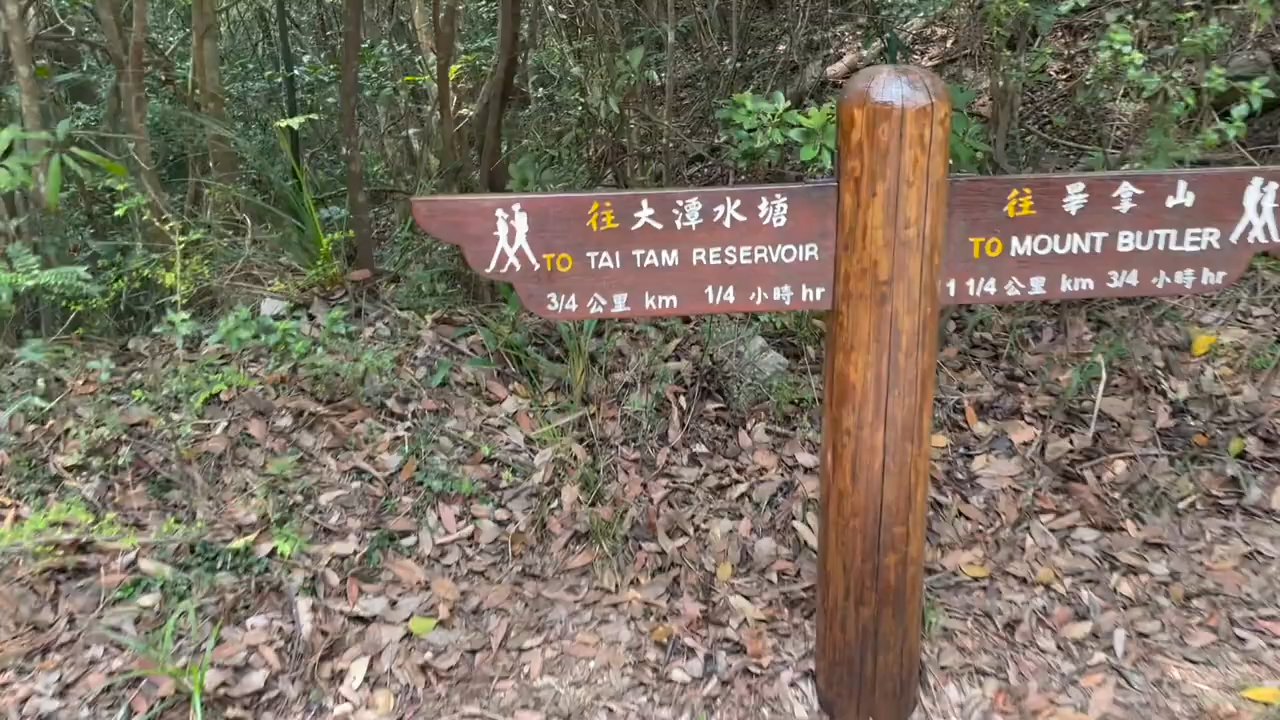 往大潭水塘
TO TAI TAM RESERVOIR
3/4 公里 km 1/4 小時 hr
往畢拿山
TO MOUNT BUTLER
1 1/4 公里 km 3/4 小時 hr